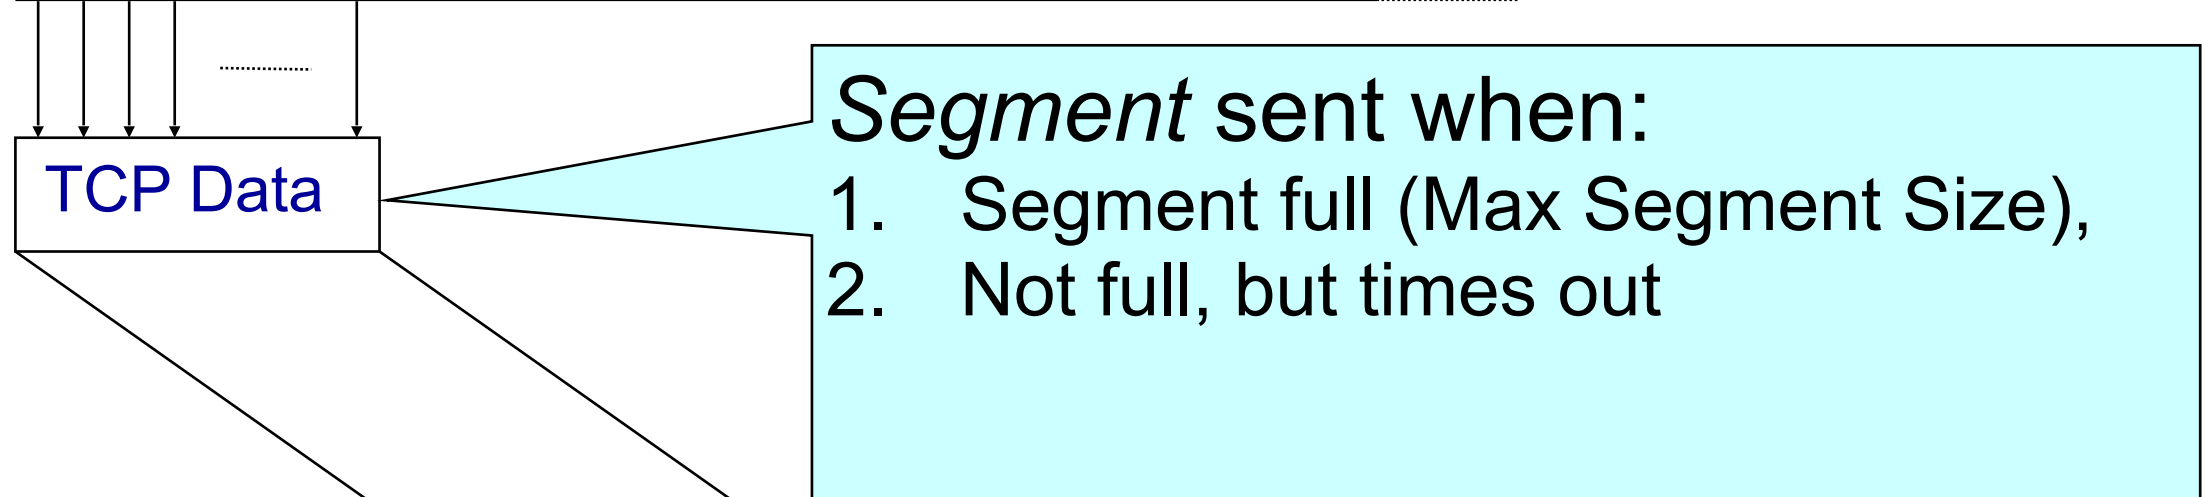 TCP Data
Segment sent when:
1. Segment full (Max Segment Size),
2. Not full, but times out